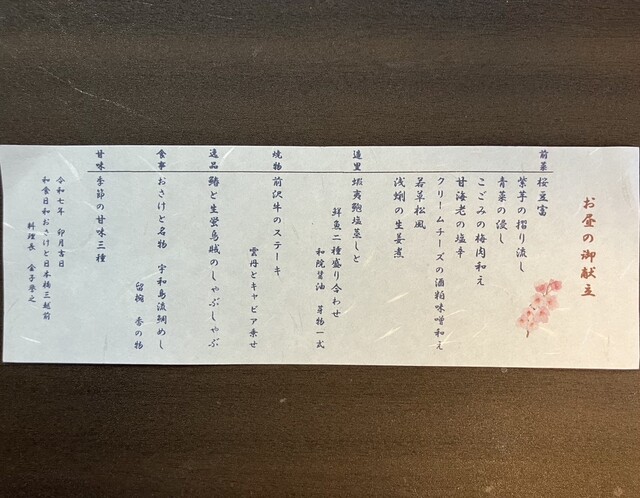 お昼の御献立
前菜 桜豆富
紫芋の摺り流し
青菜の浸し
こごみの梅肉和え
甘海老の塩辛
クリームチーズの酒粕味噌和え
若草松風
浅蜊の生姜煮
造里 蝦夷鮑塩蒸しと
鮮魚二種盛り合わせ
和院醤油 芽物一式
焼物 前沢牛のステーキ
雲丹とキャビア乗せ
逸品 鰆と生蛍烏賊のしゃぶしゃぶ
食事 おさけと名物 宇和島流鯛めし
留椀 香の物
甘味 季節の甘味三種
令和七年 卯月吉日
和食日和おさけと日本橋三越前
料理長 金子誉之